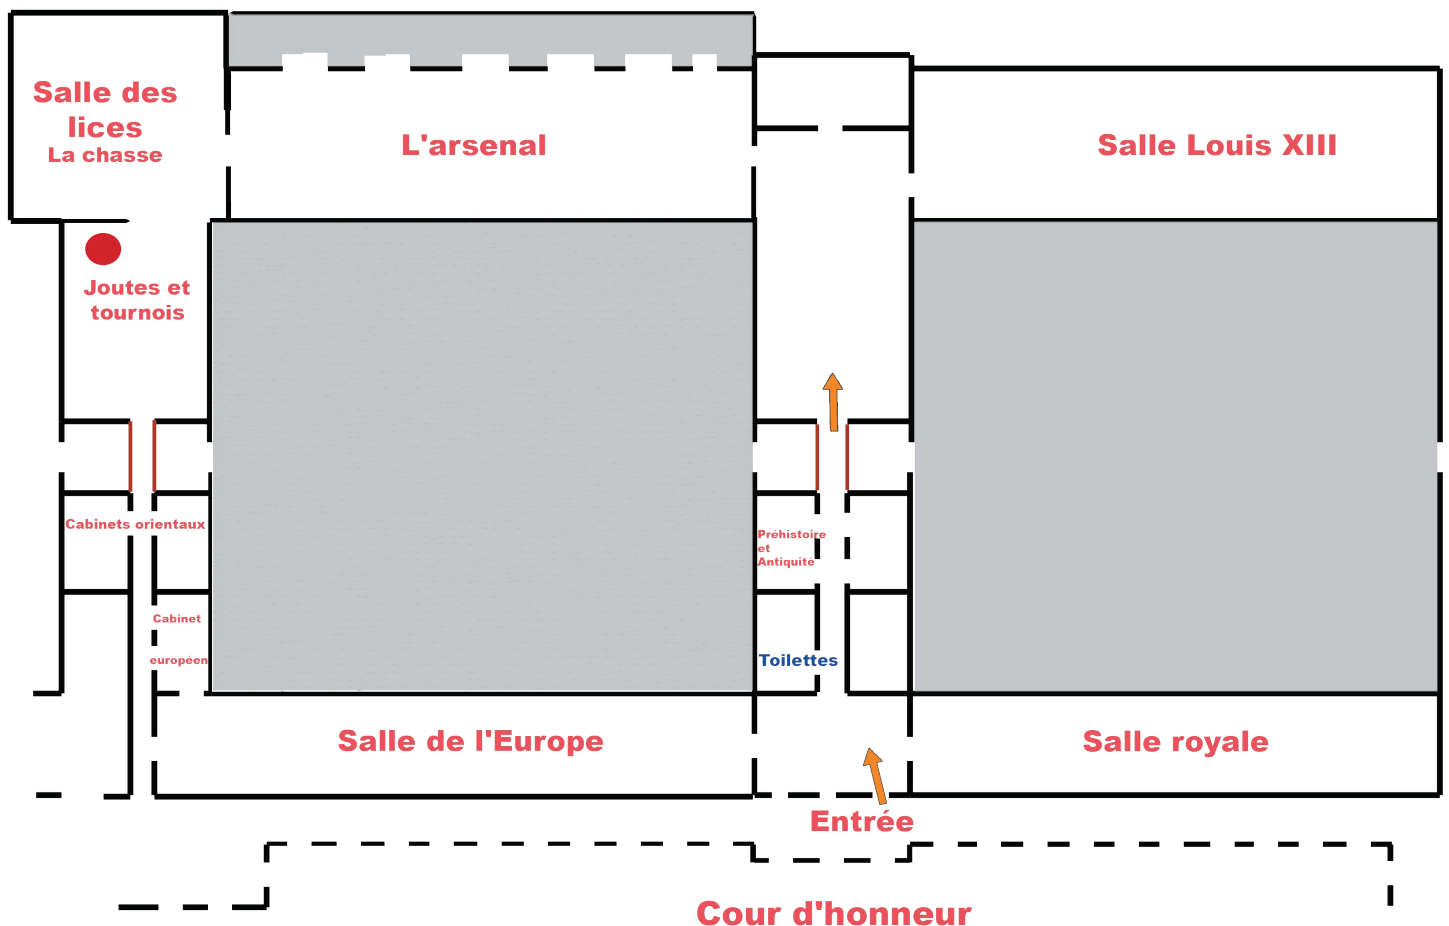 Salle des
lices
La chasse
L'arsenal
Salle Louis XIII
Joutes et
tournois
Cabinets orientaux
Préhistoire
et
Antiquité
Cabinet
européen
Toilettes
Salle de l'Europe
Salle royale
Entrée
Cour d'honneur